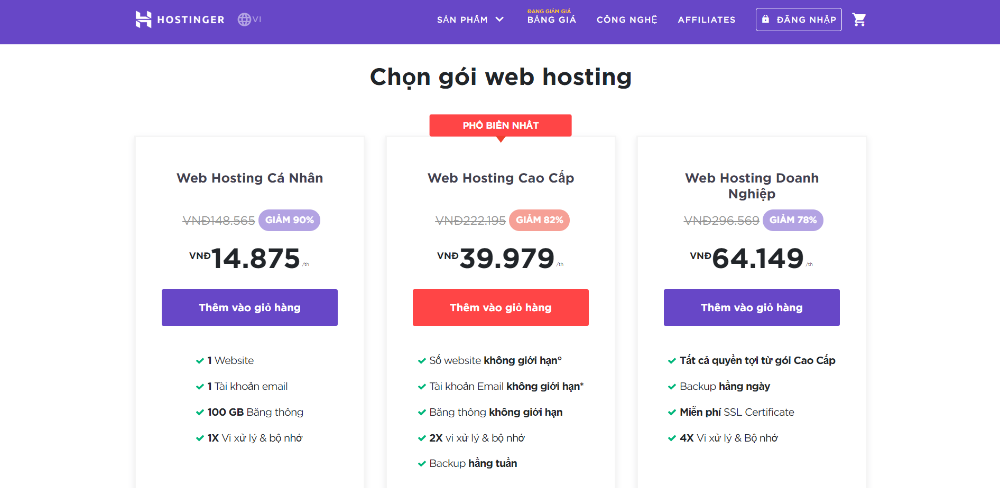 HOSTINGER VI
SẢN PHẨM
ĐANG GIẢM GIÁ
BẢNG GIÁ
CÔNG NGHỆ
AFFILIATES
ĐĂNG NHẬP
Chọn gói web hosting
PHỔ BIẾN NHẤT
Web Hosting Cá Nhân
VNĐ148.565 GIẢM 90%
VNĐ14.875 /th
Thêm vào giỏ hàng
1 Website
1 Tài khoản email
100 GB Băng thông
1X Vi xử lý & bộ nhớ
Web Hosting Cao Cấp
VNĐ222.195 GIẢM 82%
VNĐ39.979 /th
Thêm vào giỏ hàng
Số website không giới hạn°
Tài khoản Email không giới hạn*
Băng thông không giới hạn
2X vi xử lý & bộ nhớ
Backup hằng tuần
Web Hosting Doanh
Nghiệp
VNĐ296.569 GIẢM 78%
VNĐ64.149 /th
Thêm vào giỏ hàng
Tất cả quyền tợi từ gói Cao Cấp
Backup hằng ngày
Miễn phí SSL Certificate
4X Vi xử lý & Bộ nhớ